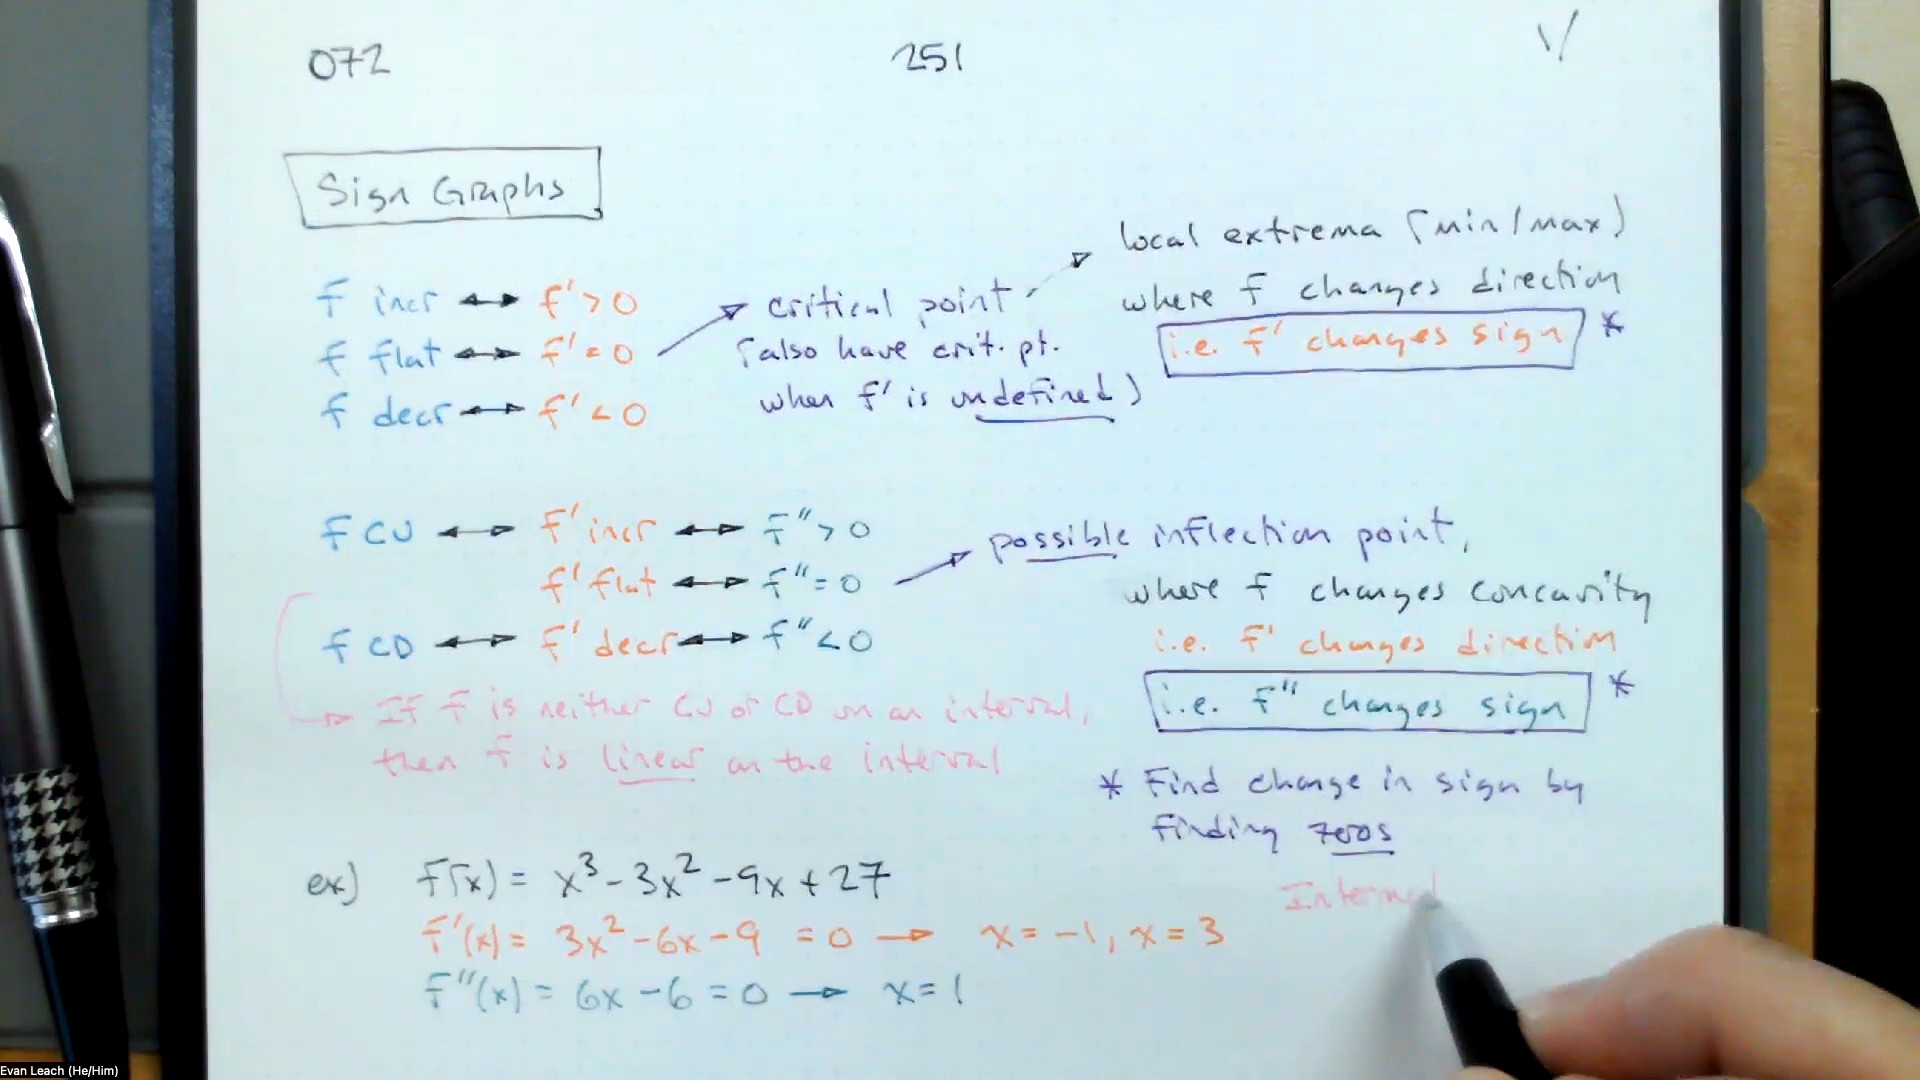 072 251 V
Sign Graphs
f incr ↔ f' > 0
f flat ↔ f' = 0
f decr ↔ f' < 0
critical point
(also have crit. pt.
when f' is undefined)
local extrema (min/max)
where f changes direction
i.e. f' changes sign *
f CU ↔ f' incr ↔ f'' > 0
f' flat ↔ f'' = 0
f CD ↔ f' decr ↔ f'' < 0
possible inflection point,
where f changes concavity
i.e. f' changes direction
i.e. f'' changes sign *
If f is neither CU or CD on an interval,
then f is linear on the interval
* Find change in sign by
finding zeros
ex) f(x) = x³ - 3x² - 9x + 27
f'(x) = 3x² - 6x - 9 = 0 → x = -1, x = 3
f''(x) = 6x - 6 = 0 → x = 1
Evan Leach (He/Him)